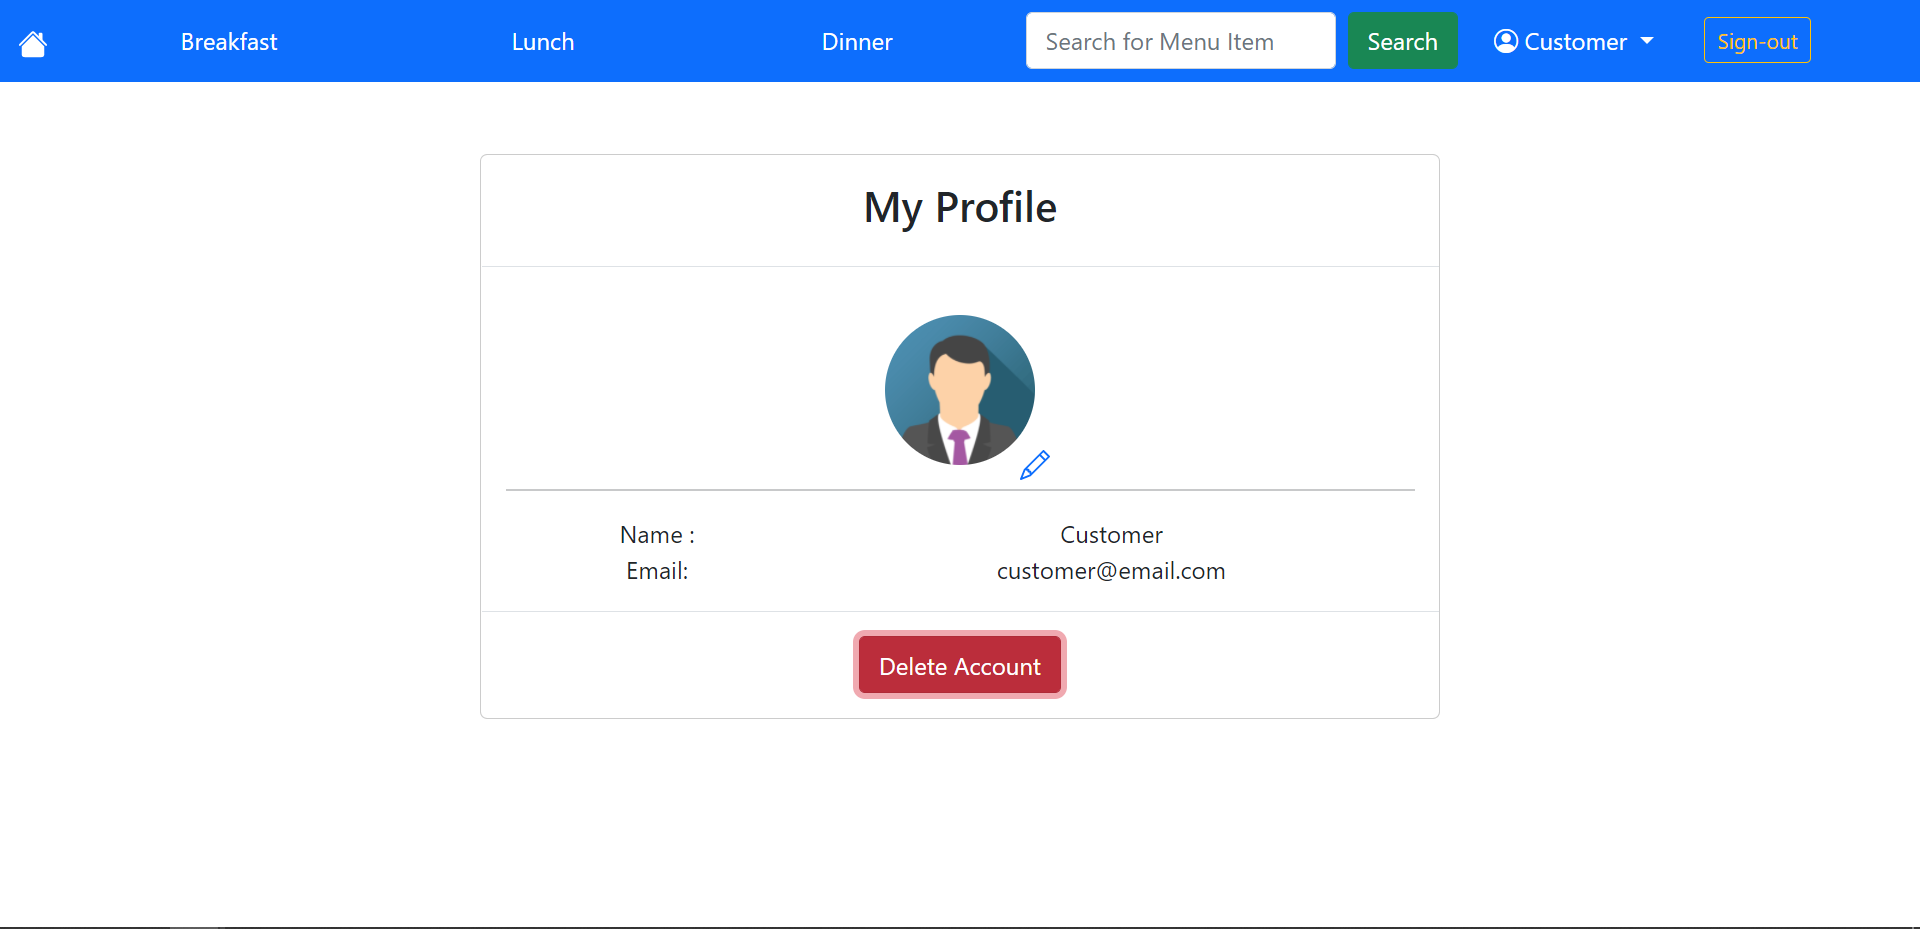 Breakfast Lunch Dinner Search for Menu Item Search Customer Sign-out
My Profile
Name : Customer
Email: customer@email.com
Delete Account